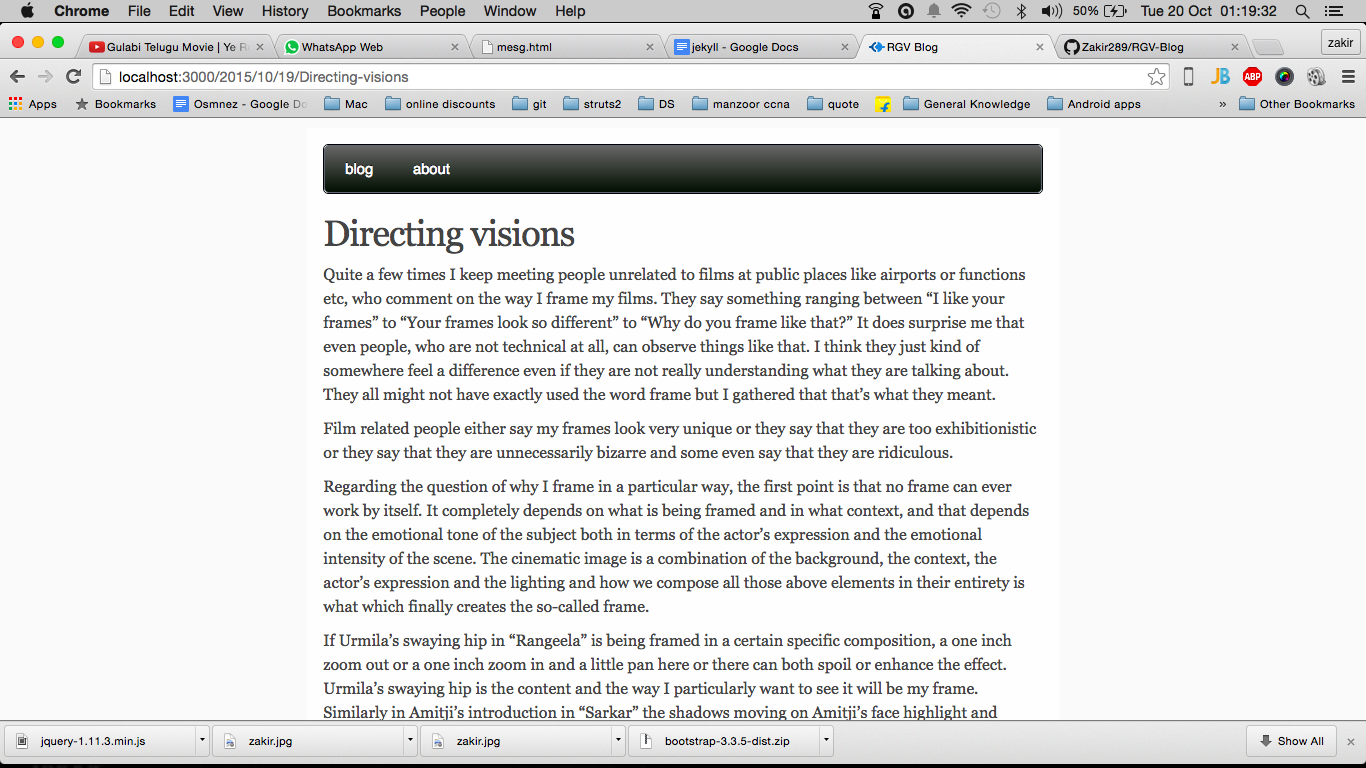 Chrome File Edit View History Bookmarks People Window Help 50% Tue 20 Oct 01:19:32
Gulabi Telugu Movie | Ye R WhatsApp Web mesg.html jekyll - Google Docs RGV Blog Zakir289/RGV-Blog zakir
localhost:3000/2015/10/19/Directing-visions JB ABP
Apps Bookmarks Osmnez - Google Do Mac online discounts git struts2 DS manzoor ccna quote General Knowledge Android apps » Other Bookmarks
blog about
Directing visions
Quite a few times I keep meeting people unrelated to films at public places like airports or functions
etc, who comment on the way I frame my films. They say something ranging between “I like your
frames” to “Your frames look so different” to “Why do you frame like that?” It does surprise me that
even people, who are not technical at all, can observe things like that. I think they just kind of
somewhere feel a difference even if they are not really understanding what they are talking about.
They all might not have exactly used the word frame but I gathered that that’s what they meant.
Film related people either say my frames look very unique or they say that they are too exhibitionistic
or they say that they are unnecessarily bizarre and some even say that they are ridiculous.
Regarding the question of why I frame in a particular way, the first point is that no frame can ever
work by itself. It completely depends on what is being framed and in what context, and that depends
on the emotional tone of the subject both in terms of the actor’s expression and the emotional
intensity of the scene. The cinematic image is a combination of the background, the context, the
actor’s expression and the lighting and how we compose all those above elements in their entirety is
what which finally creates the so-called frame.
If Urmila’s swaying hip in “Rangeela” is being framed in a certain specific composition, a one inch
zoom out or a one inch zoom in and a little pan here or there can both spoil or enhance the effect.
Urmila’s swaying hip is the content and the way I particularly want to see it will be my frame.
Similarly in Amitji’s introduction in “Sarkar” the shadows moving on Amitji’s face highlight and
jquery-1.11.3.min.js zakir.jpg zakir.jpg bootstrap-3.3.5-dist.zip Show All